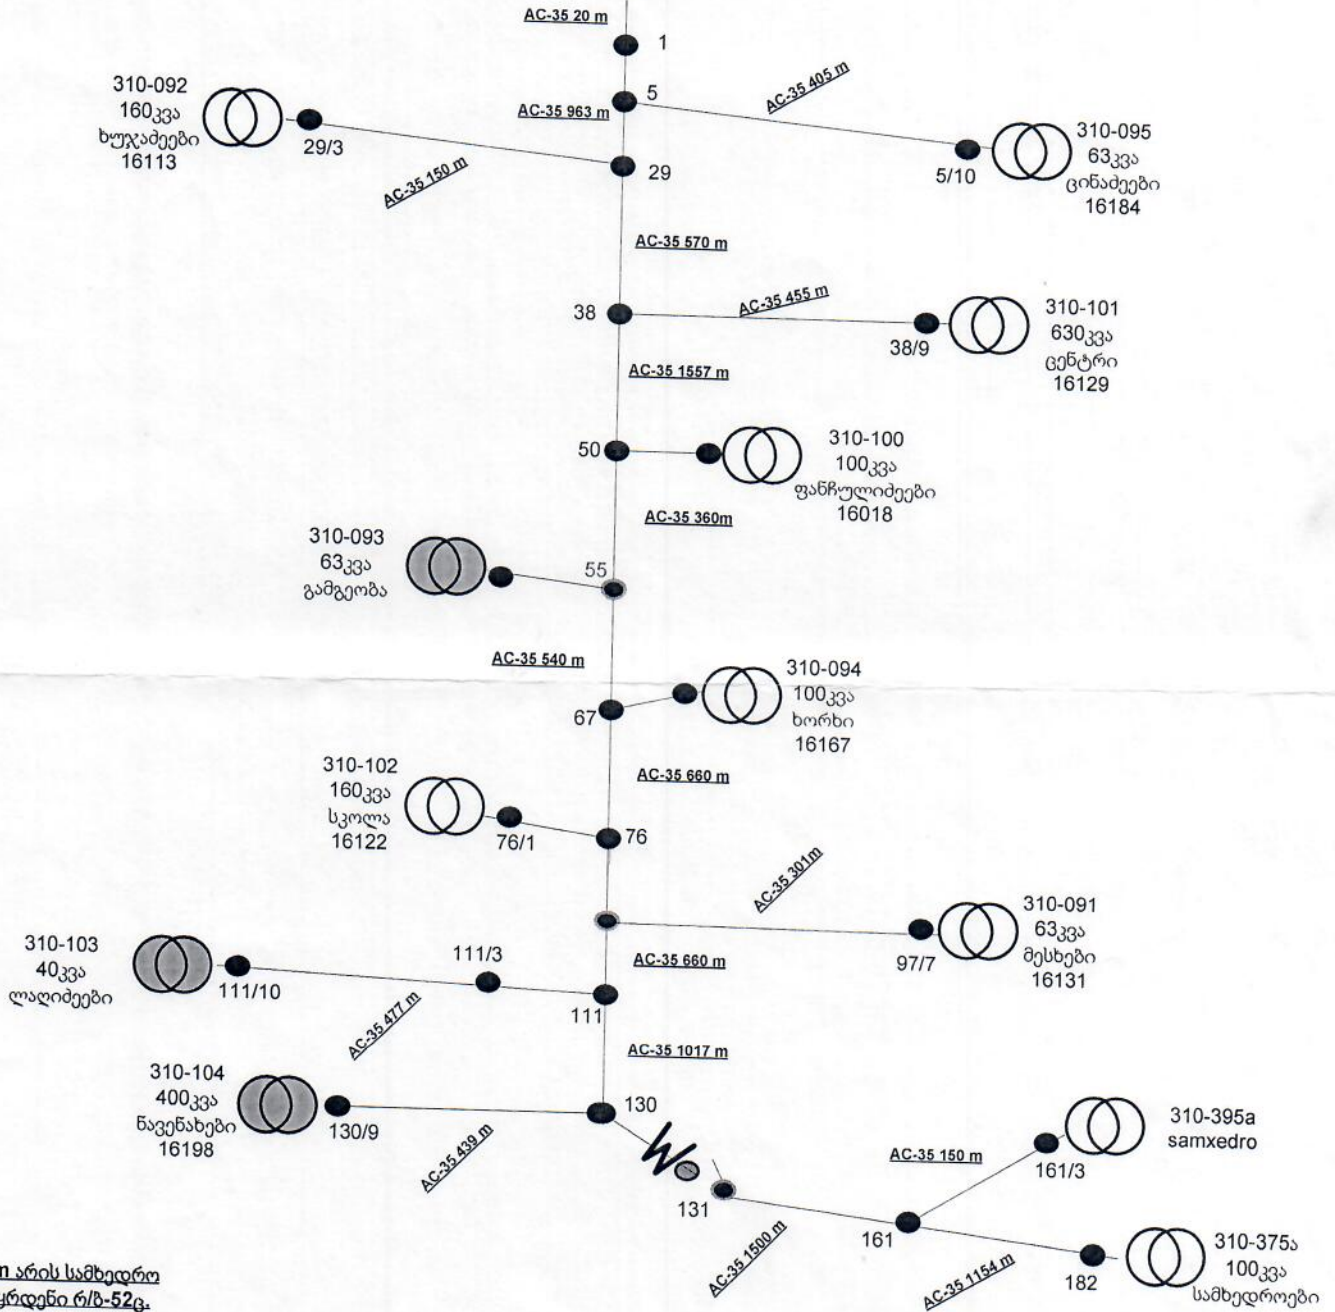 AC-35 20 m
1
310-092
160კვა
ხუჯაძეები
16113
29/3
AC-35 150 m
AC-35 963 m
5
AC-35 405 m
29
5/10
310-095
63კვა
ცინაძეები
16184
AC-35 570 m
38
AC-35 455 m
38/9
310-101
630კვა
ცენტრი
16129
AC-35 1557 m
50
310-100
100კვა
ფანჩულიძეები
16018
AC-35 360m
310-093
63კვა
გამგეობა
55
AC-35 540 m
67
310-094
100კვა
ხორხი
16167
AC-35 660 m
310-102
160კვა
სკოლა
16122
76/1
76
AC-35 301m
97/7
310-091
63კვა
მესხები
16131
AC-35 660 m
310-103
40კვა
ლაღიძეები
111/10
111/3
111
AC-35 477 m
AC-35 1017 m
310-104
400კვა
ნავენახები
16198
130/9
130
AC-35 439 m
131
AC-35 1500 m
161
AC-35 150 m
161/3
310-395a
samxedro
AC-35 1154 m
182
310-375ა
100კვა
სამხედროები
m არის სამხედრო
ყრდენი რ/ზ-52ც.